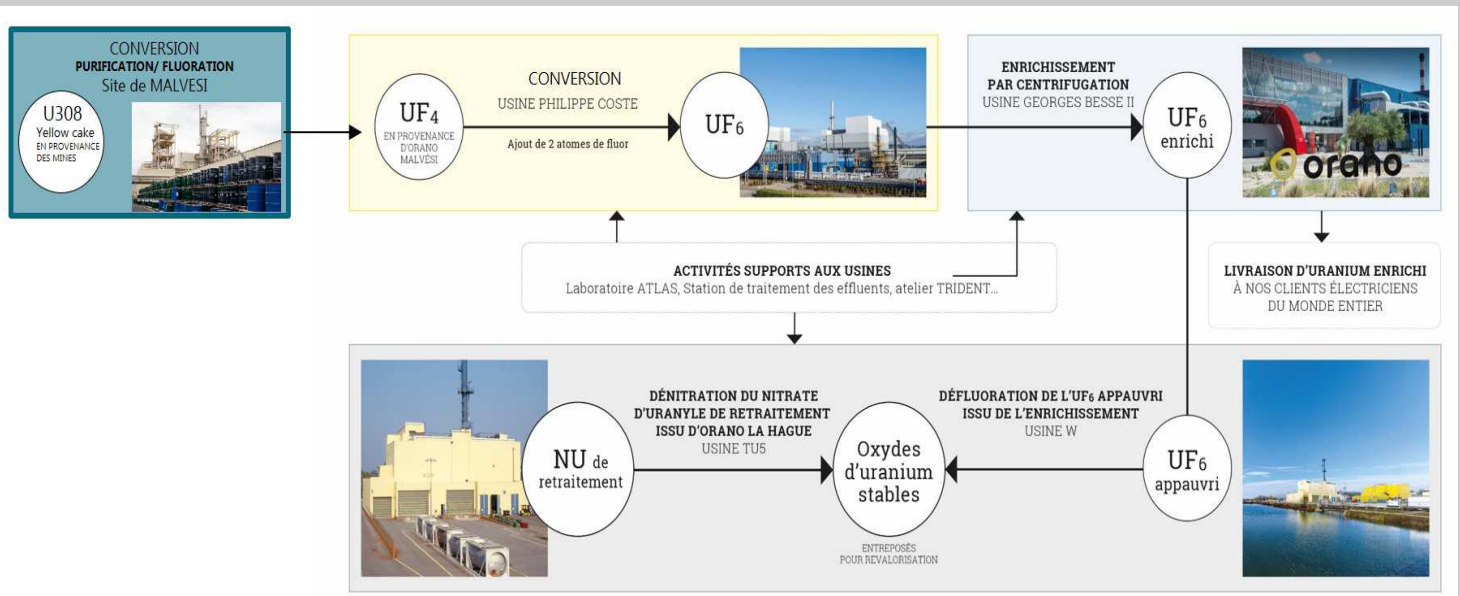 CONVERSION
PURIFICATION/ FLUORATION
Site de MALVESI
U308
Yellow cake
EN PROVENANCE
DES MINES
UF4
EN PROVENANCE
D'ORANO
MALVÉSI
CONVERSION
USINE PHILIPPE COSTE
Ajout de 2 atomes de fluor
UF6
ENRICHISSEMENT
PAR CENTRIFUGATION
USINE GEORGES BESSE II
UF6
enrichi
orano
ACTIVITÉS SUPPORTS AUX USINES
Laboratoire ATLAS, Station de traitement des effluents, atelier TRIDENT...
LIVRAISON D'URANIUM ENRICHI
À NOS CLIENTS ÉLECTRICIENS
DU MONDE ENTIER
NU de
retraitement
DÉNITRATION DU NITRATE
D'URANYLE DE RETRAITEMENT
ISSU D'ORANO LA HAGUE
USINE TU5
Oxydes
d'uranium
stables
ENTREPOSÉS
POUR REVALORISATION
DÉFLUORATION DE L'UF6 APPAUVRI
ISSU DE L'ENRICHISSEMENT
USINE W
UF6
appauvri